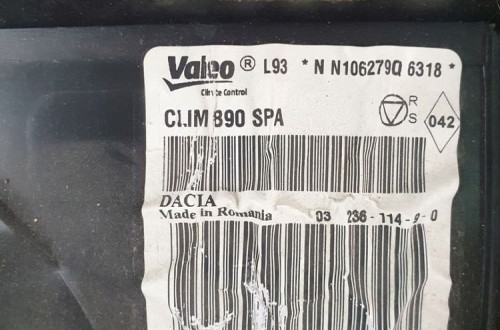 Valeo ® L93 * N N106279Q 6318 *
Climate Control
CLIM 890 SPA
R
S
042
DACIA
Made in Romania 03 236-114-9-0